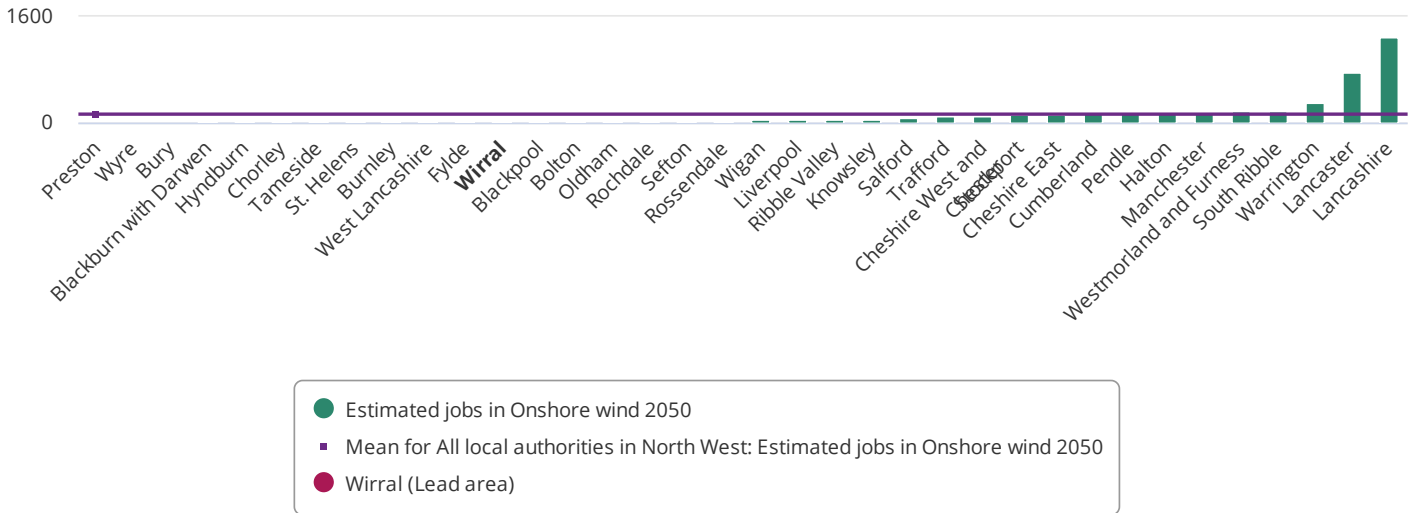 1600
0
Preston
Wyre
Bury
Blackburn with Darwen
Hyndburn
Chorley
Tameside
St. Helens
Burnley
West Lancashire
Fylde
Wirral
Blackpool
Bolton
Oldham
Rochdale
Sefton
Rossendale
Wigan
Liverpool
Ribble Valley
Knowsley
Salford
Trafford
Cheshire West and
Chester
Stockport
Cheshire East
Cumberland
Pendle
Halton
Manchester
Westmorland and Furness
South Ribble
Warrington
Lancaster
Lancashire
Estimated jobs in Onshore wind 2050
Mean for All local authorities in North West: Estimated jobs in Onshore wind 2050
Wirral (Lead area)